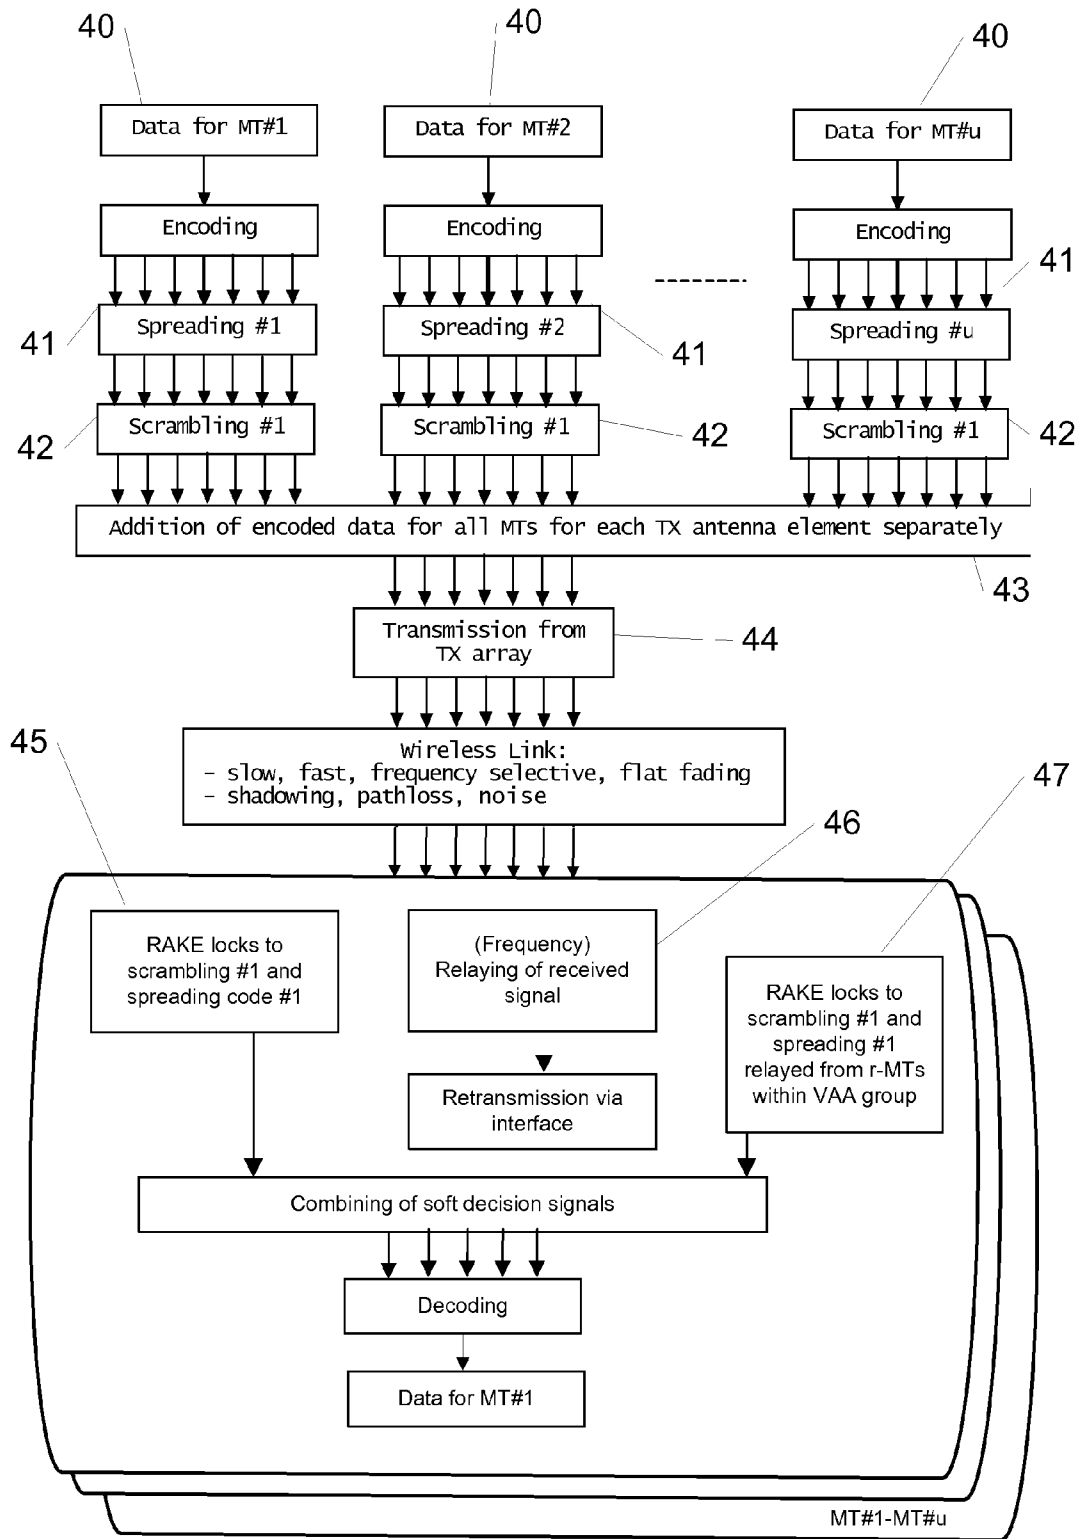 40
40
40
Data for MT#1
Data for MT#2
Data for MT#u
Encoding
Encoding
Encoding
41
Spreading #1
Spreading #2
Spreading #u
41
41
Scrambling #1
Scrambling #1
Scrambling #1
42
42
42
Addition of encoded data for all MTs for each TX antenna element separately
43
Transmission from
TX array
44
45
Wireless Link:
- slow, fast, frequency selective, flat fading
- shadowing, pathloss, noise
47
46
RAKE locks to
scrambling #1 and
spreading code #1
(Frequency)
Relaying of received
signal
RAKE locks to
scrambling #1 and
spreading #1
relayed from r-MTs
within VAA group
Retransmission via
interface
Combining of soft decision signals
Decoding
Data for MT#1
MT#1-MT#u